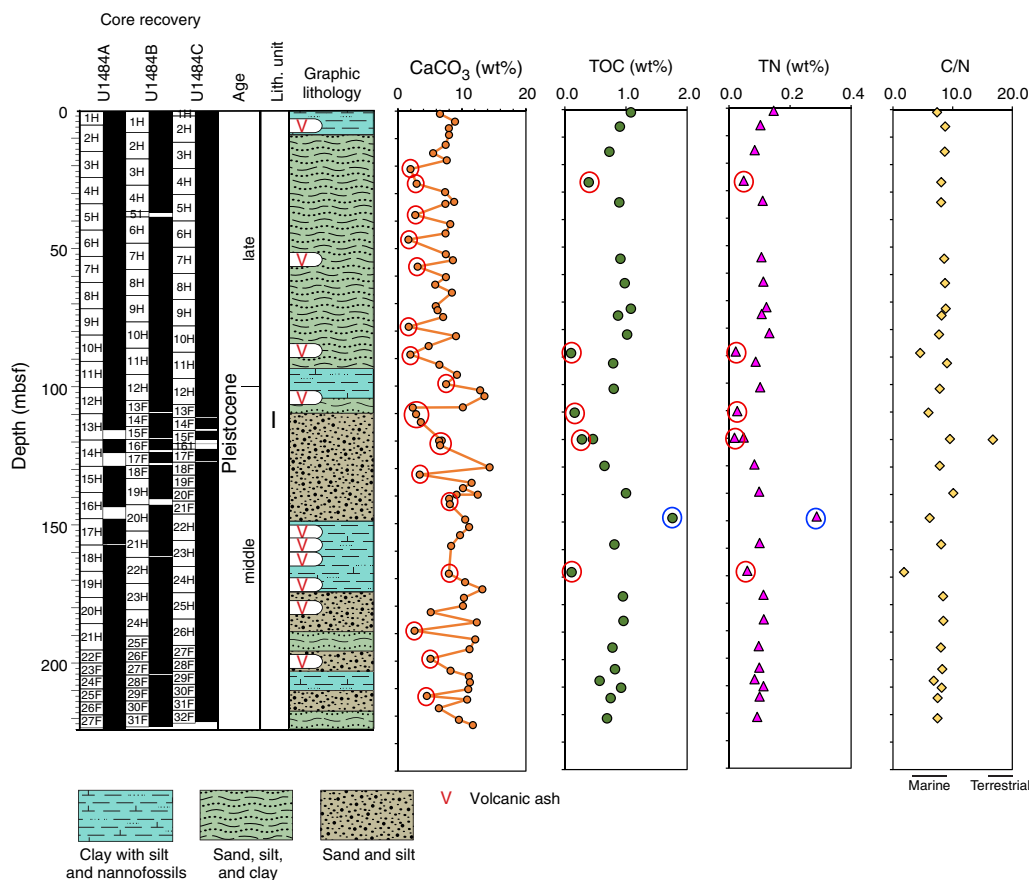 Core recovery
U1484A
U1484B
U1484C
Age
Lith. unit
Graphic
lithology
CaCO3 (wt%)
0 10 20
TOC (wt%)
0.0 1.0 2.0
TN (wt%)
0.0 0.2 0.4
C/N
0.0 10.0 20.0
Depth (mbsf)
0
50
100
150
200
1H
2H
3H
4H
5H
6H
7H
8H
9H
10H
11H
12H
13H
14H
15H
16H
17H
18H
19H
20H
21H
22F
23F
24F
25F
26F
27F
1H
2H
3H
4H
51
6H
7H
8H
9H
10H
11H
12H
13F
14F
15F
16F
17F
18F
19H
20H
21H
22H
23H
24H
25F
26F
27F
28F
29F
30F
31F
1H
2H
3H
4H
5H
6H
7H
8H
9H
10H
11H
12H
13F
14F
15F
161
17F
18F
19F
20F
21F
22H
23H
24H
25H
26H
27F
28F
29F
30F
31F
32F
late
Pleistocene
middle
I
V
V
V
V
V
V
V
V
V
V
Marine
Terrestrial
Clay with silt
and nannofossils
Sand, silt,
and clay
Sand and silt
V Volcanic ash